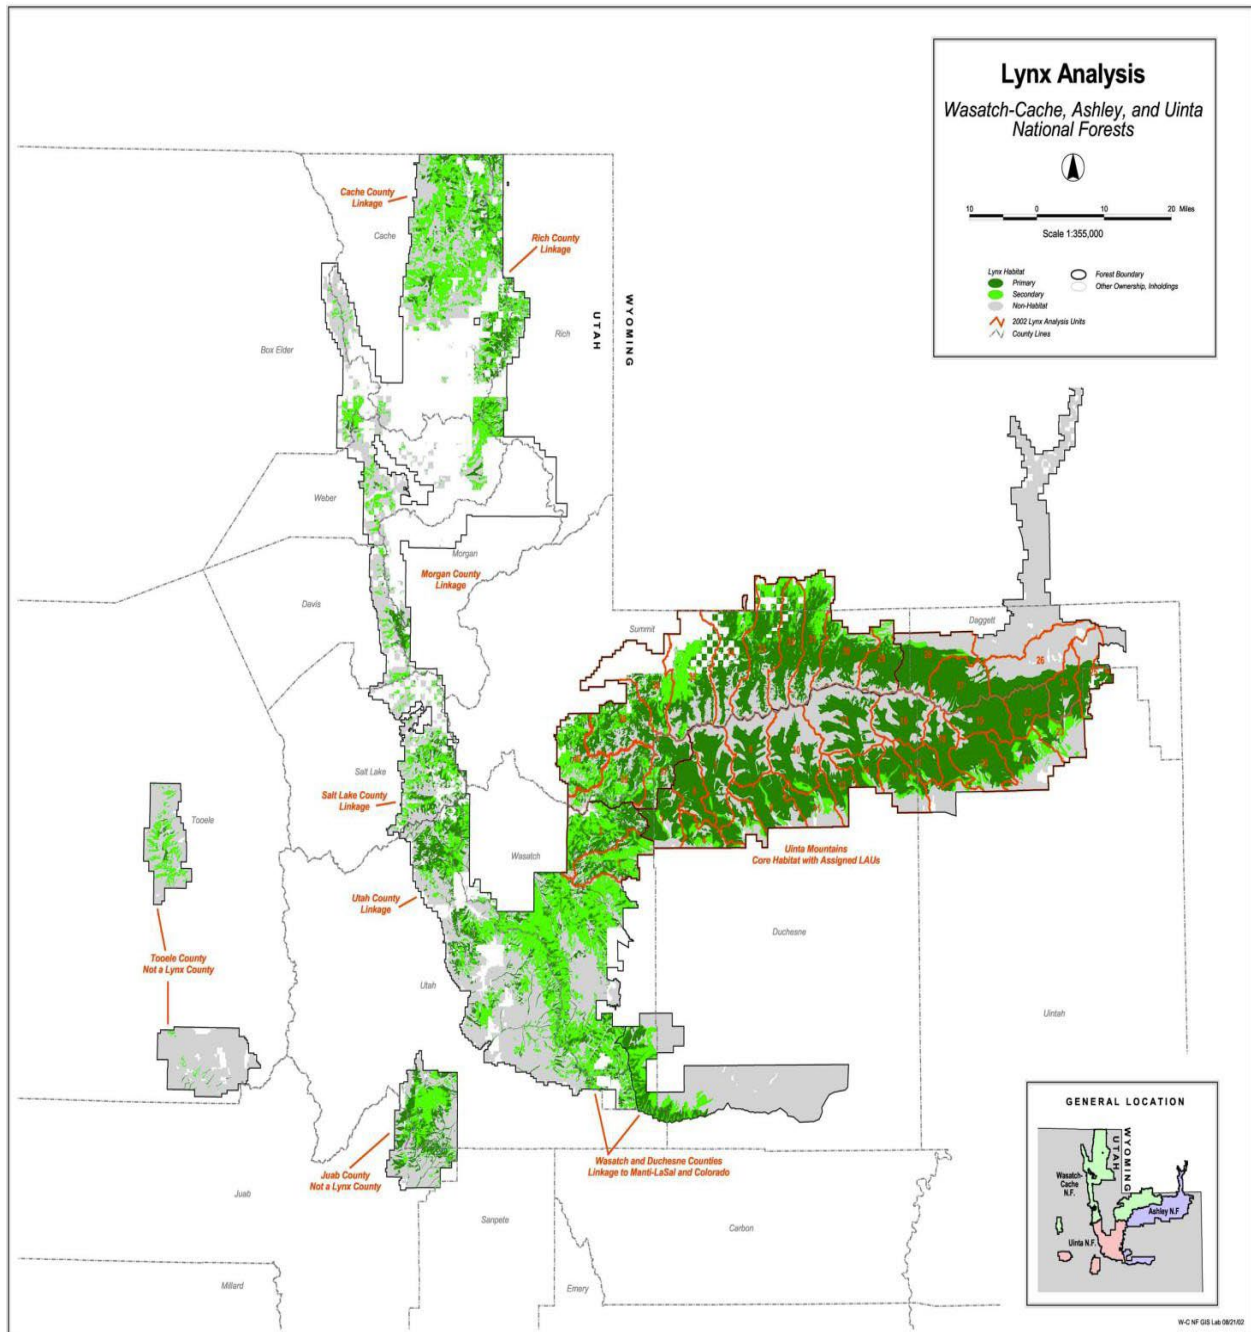 Lynx Analysis
Wasatch-Cache, Ashley, and Uinta
National Forests
10 0 10 20 Miles
Scale 1:355,000
Lynx Habitat
Primary
Secondary
Non-Habitat
2002 Lynx Analysis Units
County Lines
Forest Boundary
Other Ownership, Inholdings
Cache County
Linkage
Cache
Rich County
Linkage
Rich
UTAH
WYOMING
Box Elder
Weber
Morgan
Morgan County
Linkage
Davis
Summit
Daggett
26
Salt Lake
Salt Lake County
Linkage
Tooele
Wasatch
Uinta Mountains
Core Habitat with Assigned LAUs
Utah County
Linkage
Duchesne
Tooele County
Not a Lynx County
Utah
Uintah
Wasatch and Duchesne Counties
Linkage to Manti-LaSal and Colorado
Juab County
Not a Lynx County
Juab
Sanpete
Carbon
Millard
Emery
GENERAL LOCATION
UTAH
WYOMING
Wasatch-
Cache
N.F.
Ashley N.F
Uinta N.F.
W-C NF GIS Lab 08/21/02